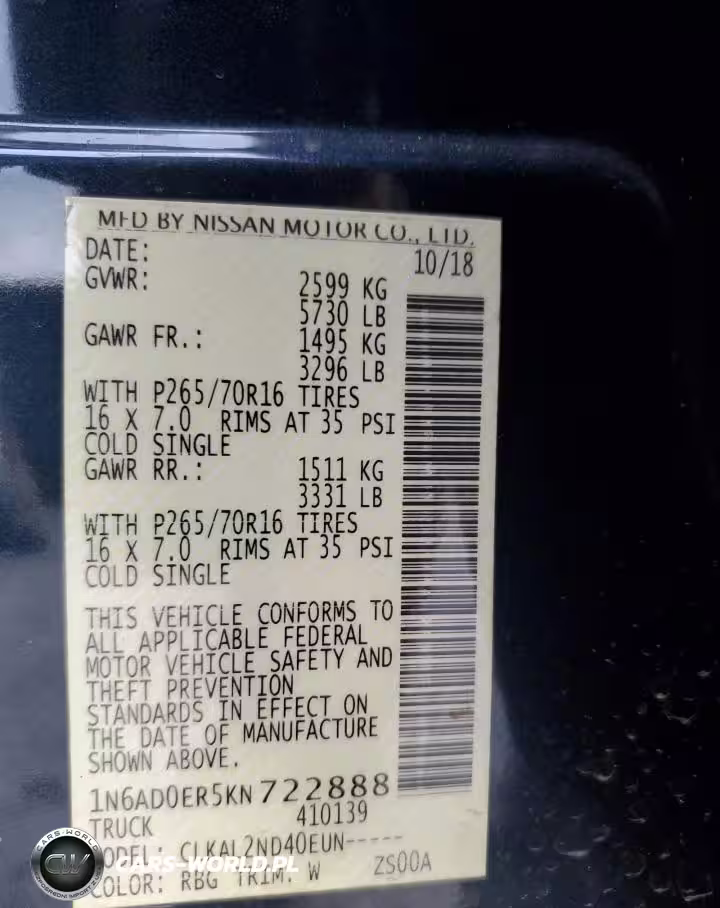 MFD BY NISSAN MOTOR CO., LTD.
DATE: 10/18
GVWR: 2599 KG
5730 LB
GAWR FR.: 1495 KG
3296 LB
WITH P265/70R16 TIRES
16 X 7.0 RIMS AT 35 PSI
COLD SINGLE
GAWR RR.: 1511 KG
3331 LB
WITH P265/70R16 TIRES
16 X 7.0 RIMS AT 35 PSI
COLD SINGLE
THIS VEHICLE CONFORMS TO
ALL APPLICABLE FEDERAL
MOTOR VEHICLE SAFETY AND
THEFT PREVENTION
STANDARDS IN EFFECT ON
THE DATE OF MANUFACTURE
SHOWN ABOVE.
1N6AD0ER5KN722888
TRUCK 410139
ODEL: CLKAL2ND40EUN-----
COLOR: RBG TRIM: W ZS00A
CARS-WORLD
CW
CARS-WORLD.PL